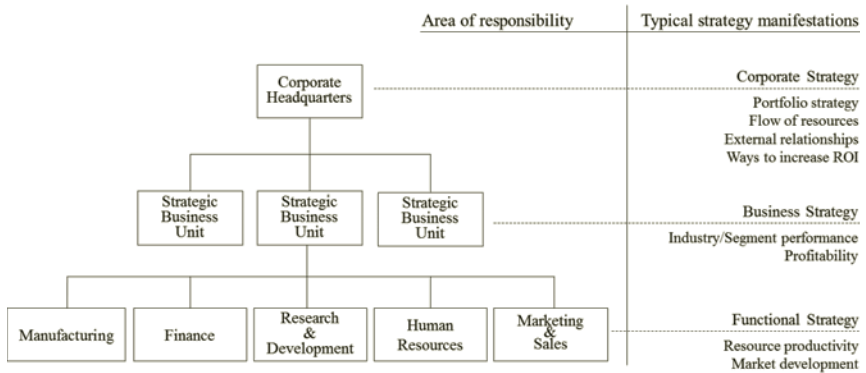 Area of responsibility
Typical strategy manifestations
Corporate
Headquarters
Corporate Strategy
Portfolio strategy
Flow of resources
External relationships
Ways to increase ROI
Strategic
Business
Unit
Strategic
Business
Unit
Strategic
Business
Unit
Business Strategy
Industry/Segment performance
Profitability
Manufacturing
Finance
Research
&
Development
Human
Resources
Marketing
&
Sales
Functional Strategy
Resource productivity
Market development